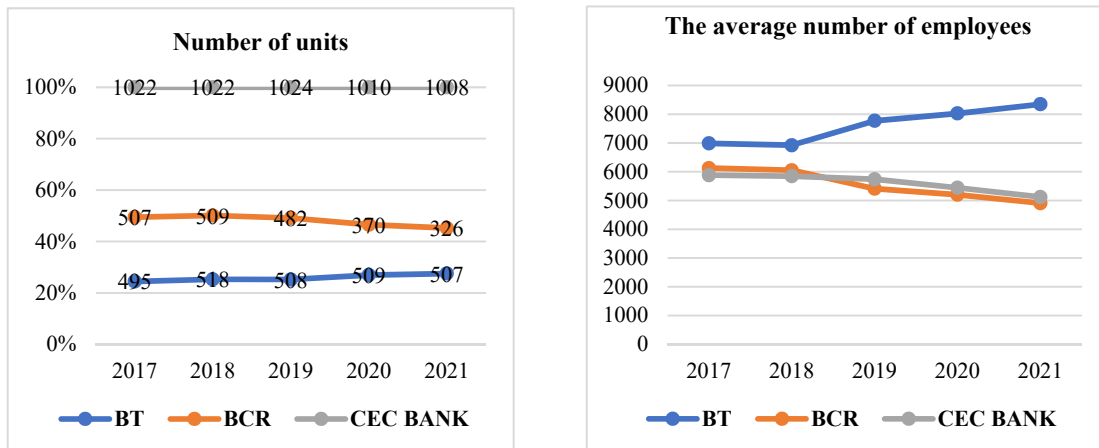 Number of units
100%
80%
60%
40%
20%
0%
1022 1022 1024 1010 1008
507 509 482 370 326
495 518 508 509 507
2017 2018 2019 2020 2021
BT BCR CEC BANK
The average number of employees
9000
8000
7000
6000
5000
4000
3000
2000
1000
0
2017 2018 2019 2020 2021
BT BCR CEC BANK